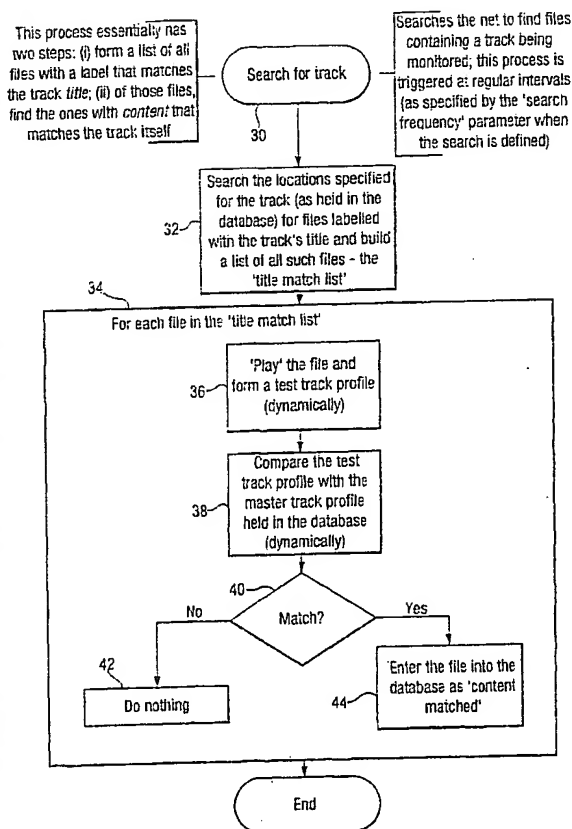 This process essentially has
two steps: (i) form a list of all
files with a label that matches
the track title; (ii) of those files,
find the ones with content that
matches the track itself
Search for track
30
Searches the net to find files
containing a track being
monitored; this process is
triggered at regular intervals
(as specified by the 'search
frequency' parameter when
the search is defined)
32
Search the locations specified
for the track (as held in the
database) for files labelled
with the track's title and build
a list of all such files - the
'title match list'
34
For each file in the 'title match list'
36
'Play' the file and
form a test track profile
(dynamically)
38
Compare the test
track profile with the
master track profile
held in the database
(dynamically)
40
Match?
No
Yes
42
Do nothing
44
Enter the file into the
database as 'content
matched'
End